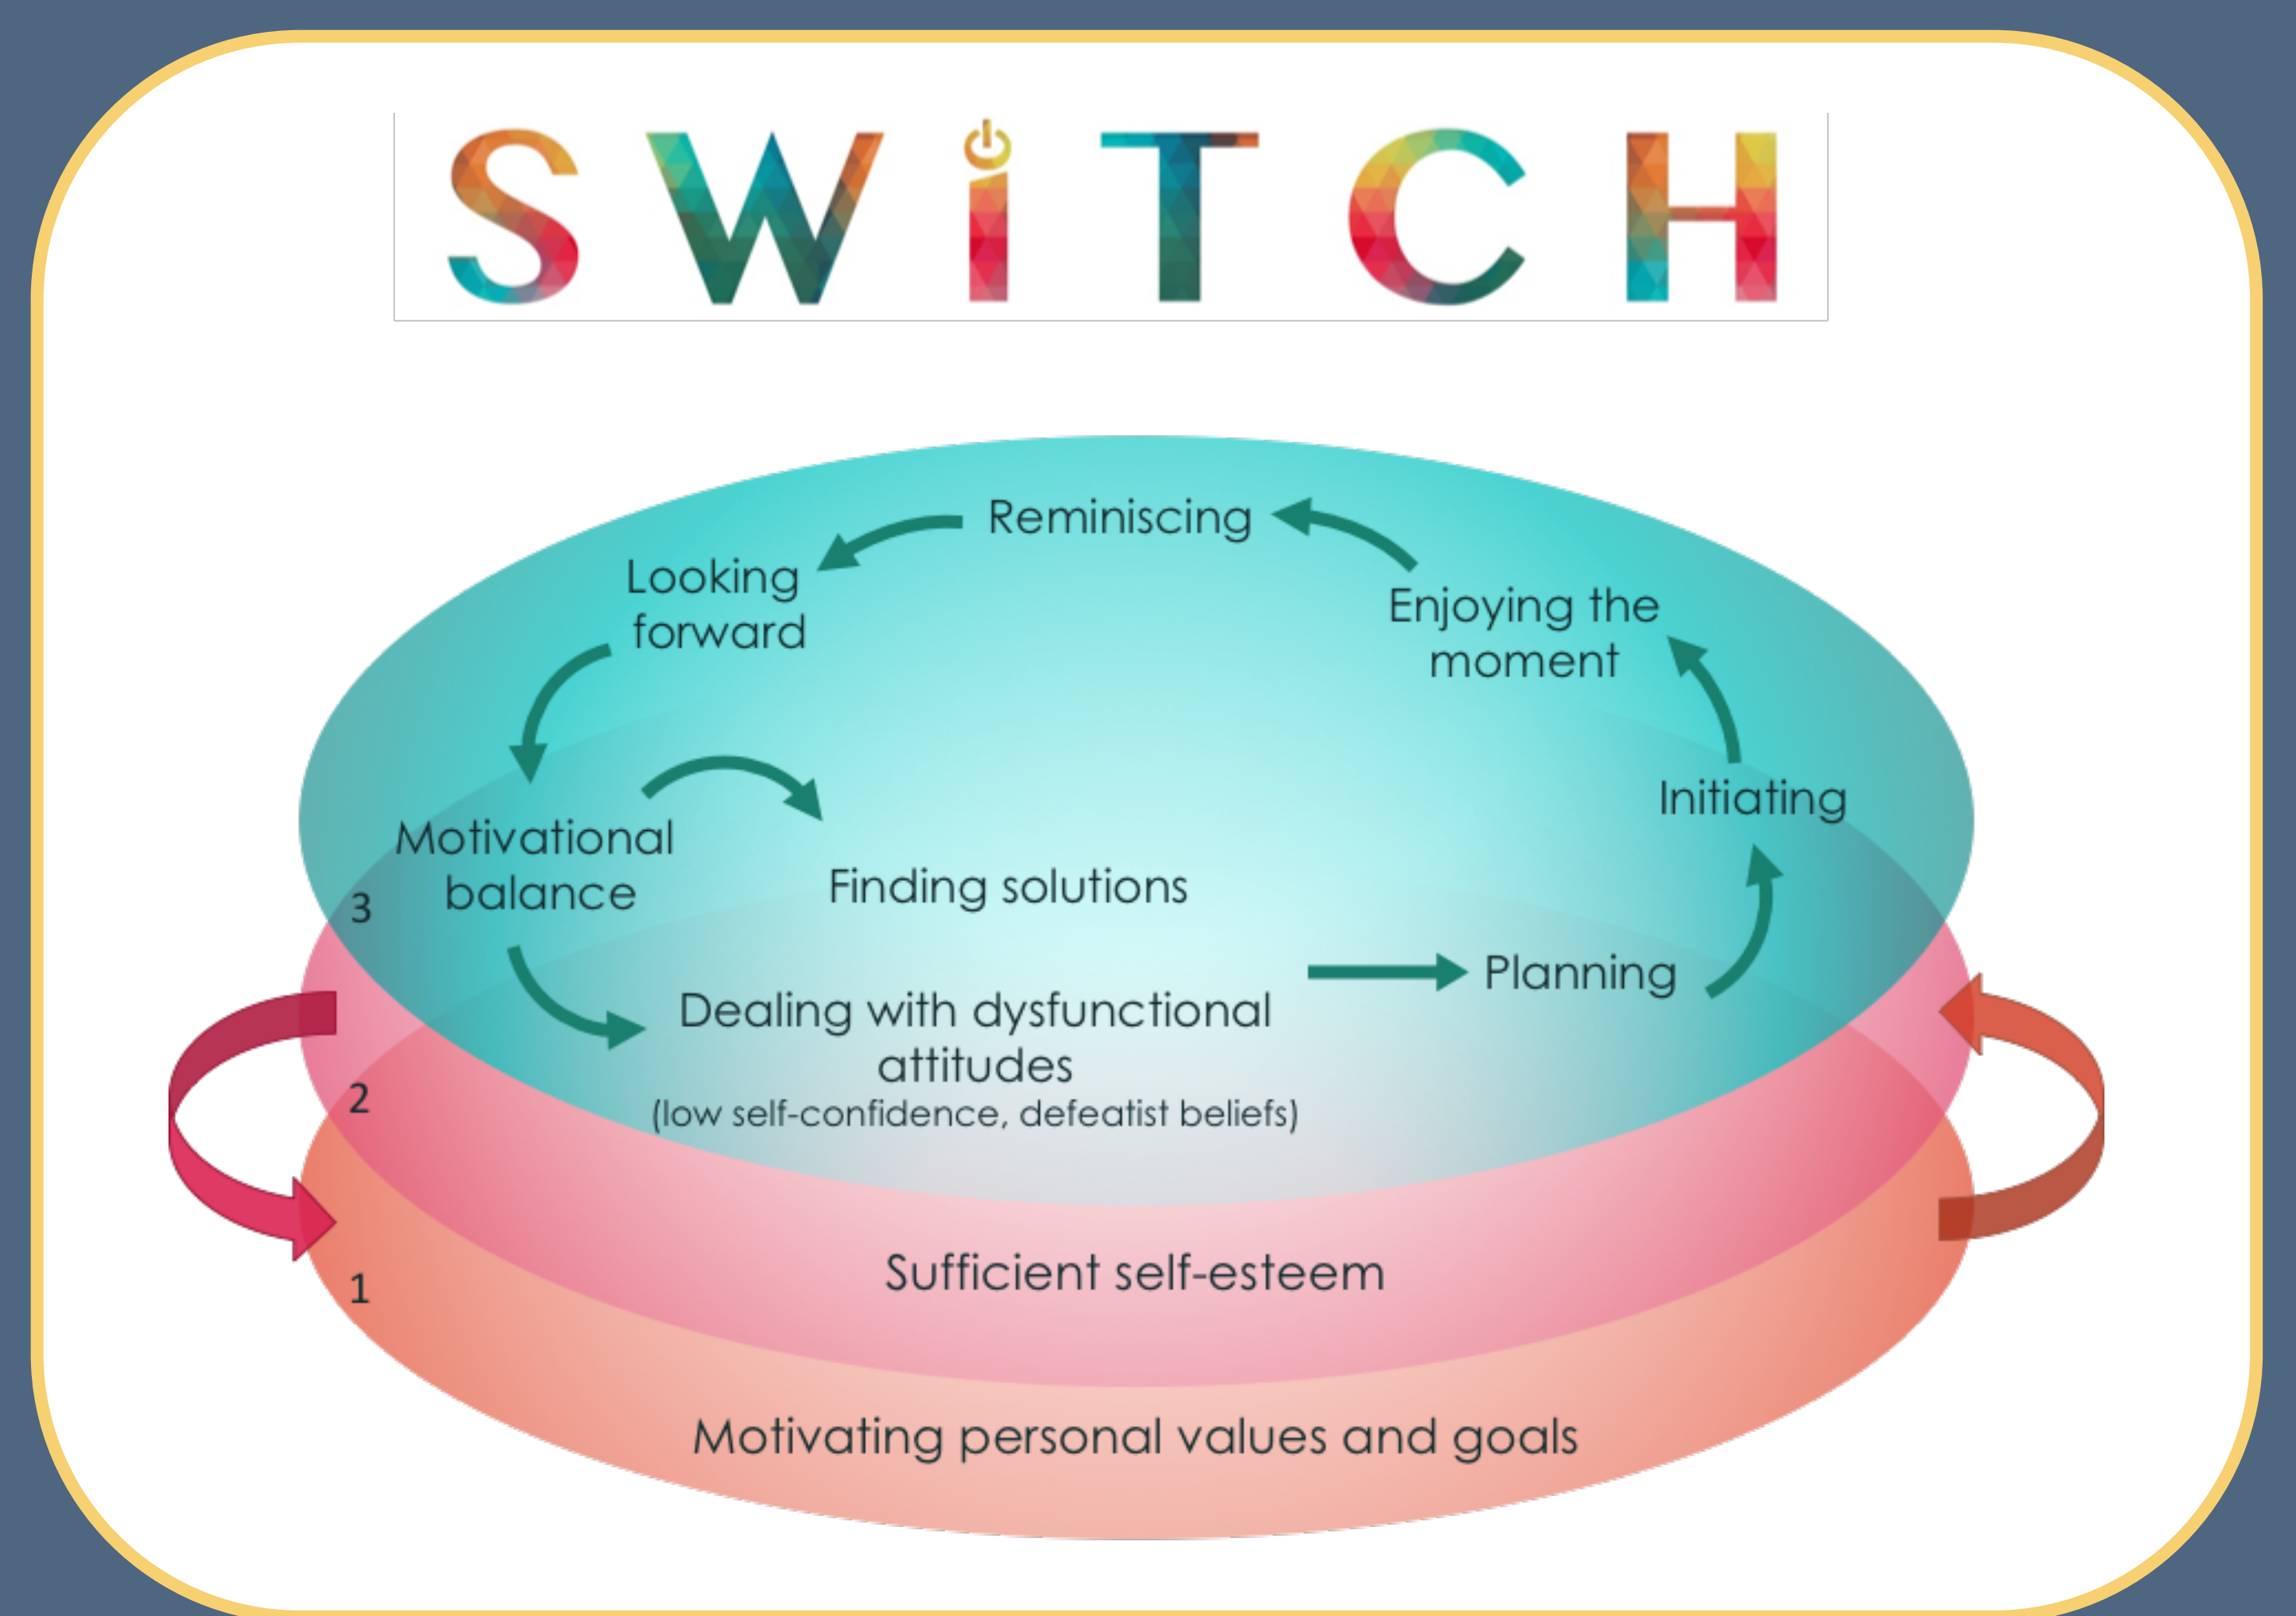 SWiTCH
Reminiscing
Looking
forward
Enjoying the
moment
Initiating
Motivational
balance
3
Finding solutions
Planning
Dealing with dysfunctional
attitudes
(low self-confidence, defeatist beliefs)
2
Sufficient self-esteem
1
Motivating personal values and goals